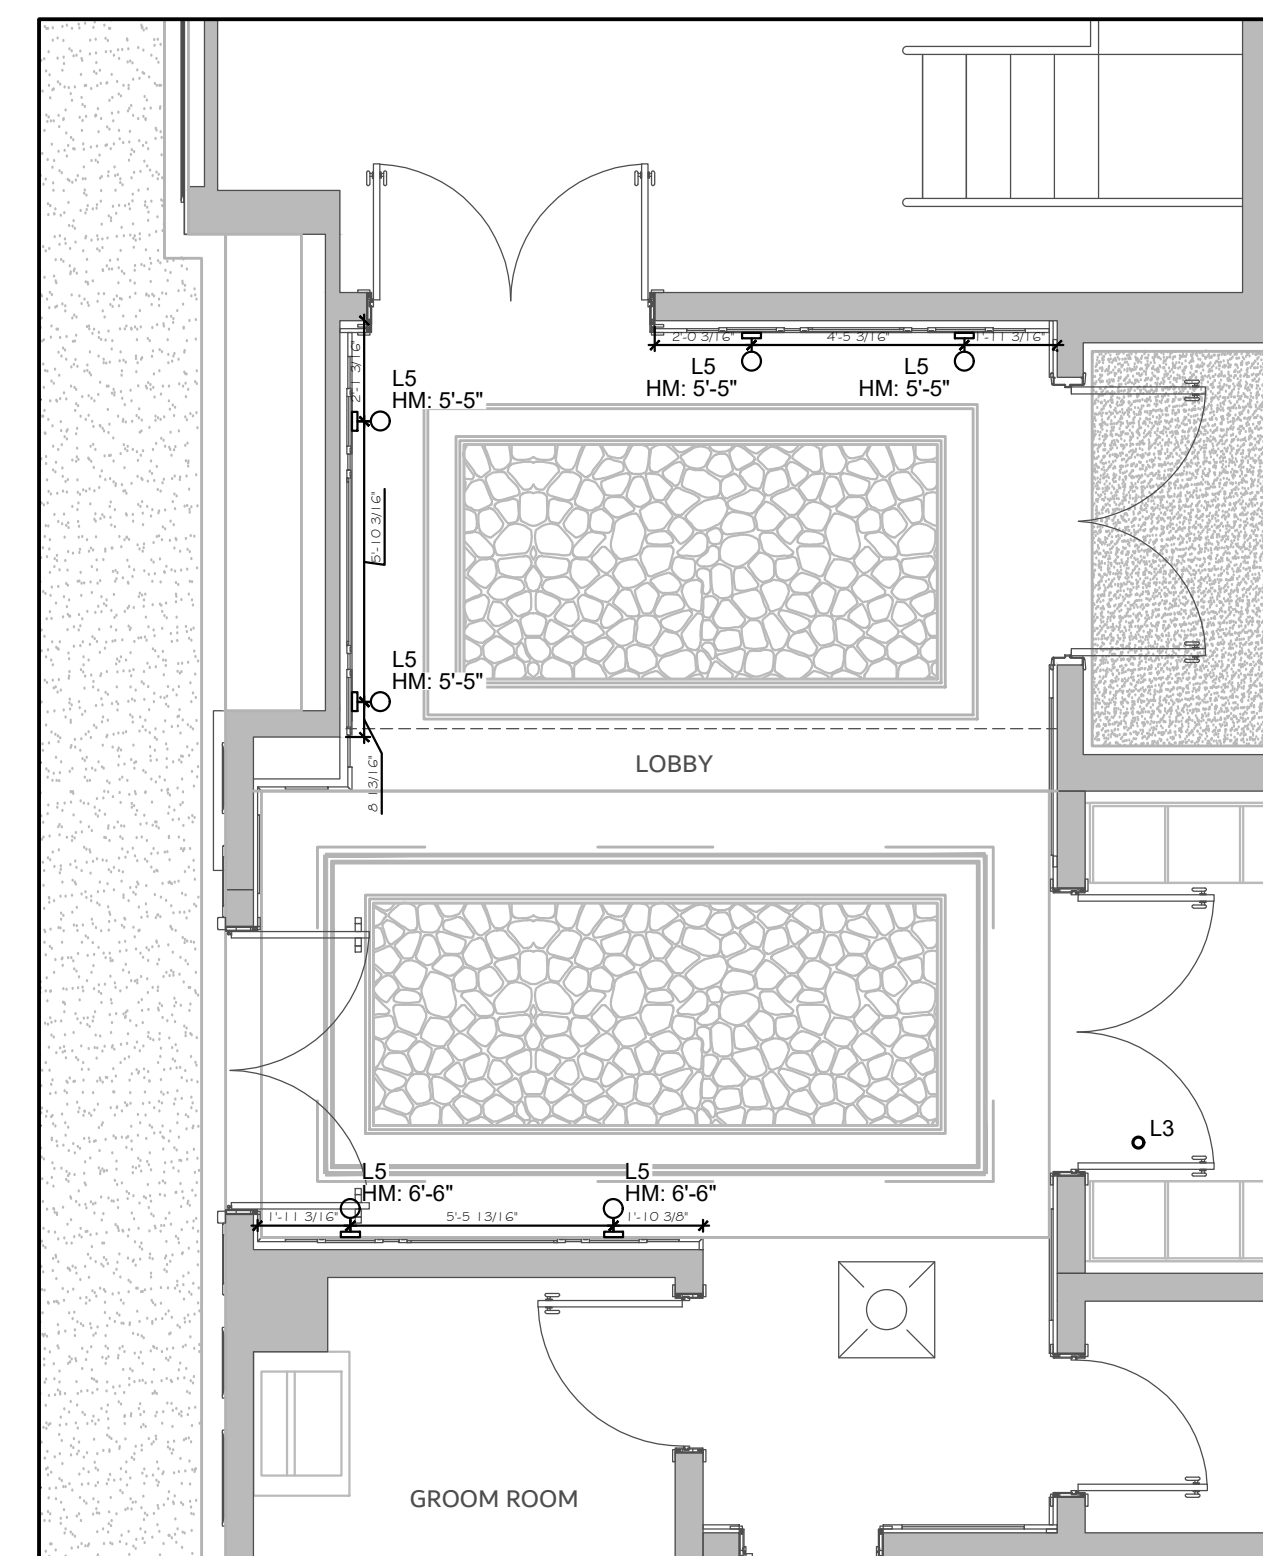 2'-0 3/16" 4'-5 3/16" 1'-11 3/16"
L5
HM: 5'-5"
L5
HM: 5'-5"
2'-1 3/16"
L5
HM: 5'-5"
5'-10 3/16"
L5
HM: 5'-5"
8 13/16"
LOBBY
L3
L5
HM: 6'-6"
L5
HM: 6'-6"
1'-11 3/16" 5'-5 13/16" 1'-10 3/8"
GROOM ROOM